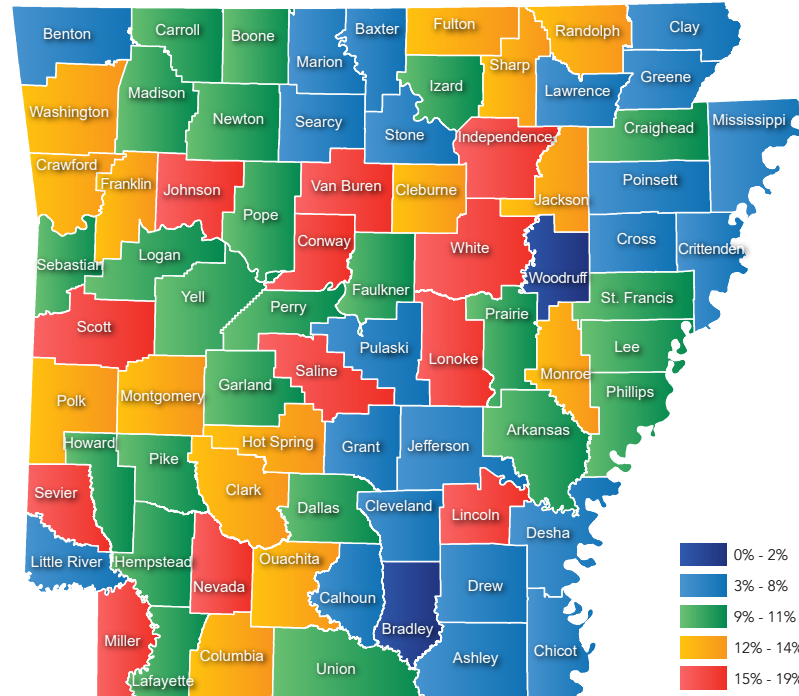 Benton
Carroll
Boone
Marion
Baxter
Fulton
Randolph
Clay
Sharp
Izard
Lawrence
Greene
Washington
Madison
Newton
Searcy
Stone
Independence
Craighead
Mississippi
Crawford
Franklin
Johnson
Pope
Van Buren
Cleburne
Jackson
Poinsett
Sebastian
Logan
Conway
White
Woodruff
Cross
Crittenden
Yell
Perry
Faulkner
Prairie
St. Francis
Scott
Saline
Pulaski
Lonoke
Monroe
Lee
Phillips
Polk
Montgomery
Garland
Hot Spring
Grant
Jefferson
Arkansas
Howard
Pike
Clark
Dallas
Cleveland
Lincoln
Desha
Sevier
Little River
Hempstead
Nevada
Ouachita
Calhoun
Bradley
Drew
Miller
Lafayette
Columbia
Union
Ashley
Chicot
0% - 2%
3% - 8%
9% - 11%
12% - 14%
15% - 19%